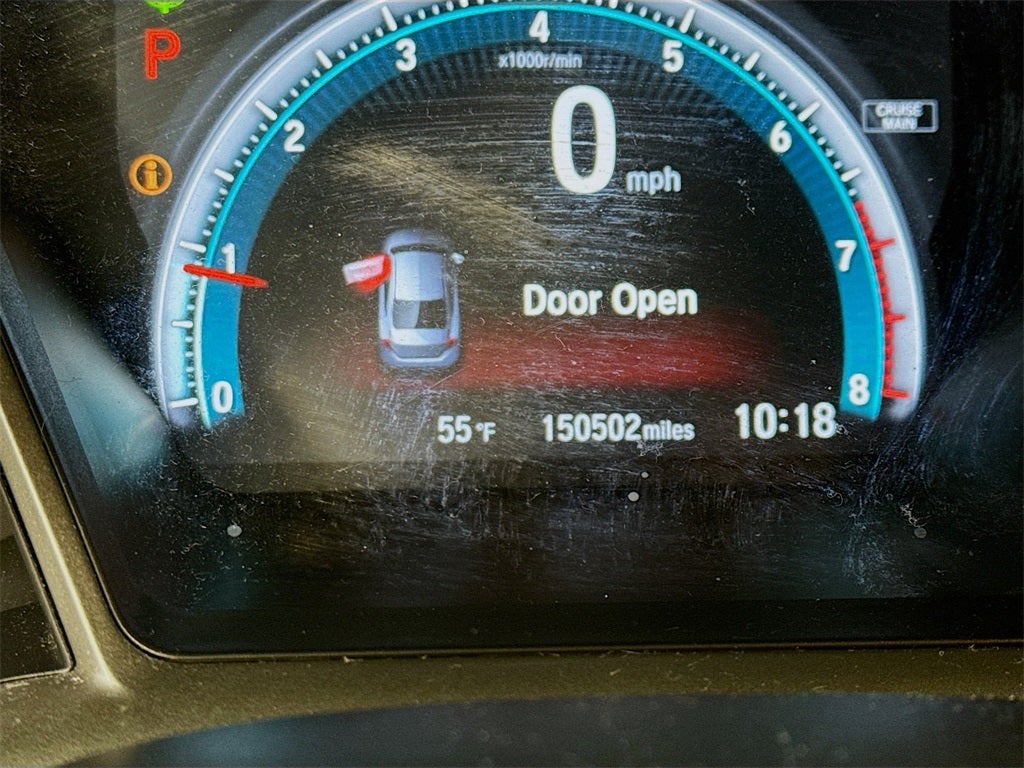 P
0
1
2
3
4
5
6
7
8
x1000r/min
0 mph
CRUISE
MAIN
i
Door Open
55°F 150502miles 10:18